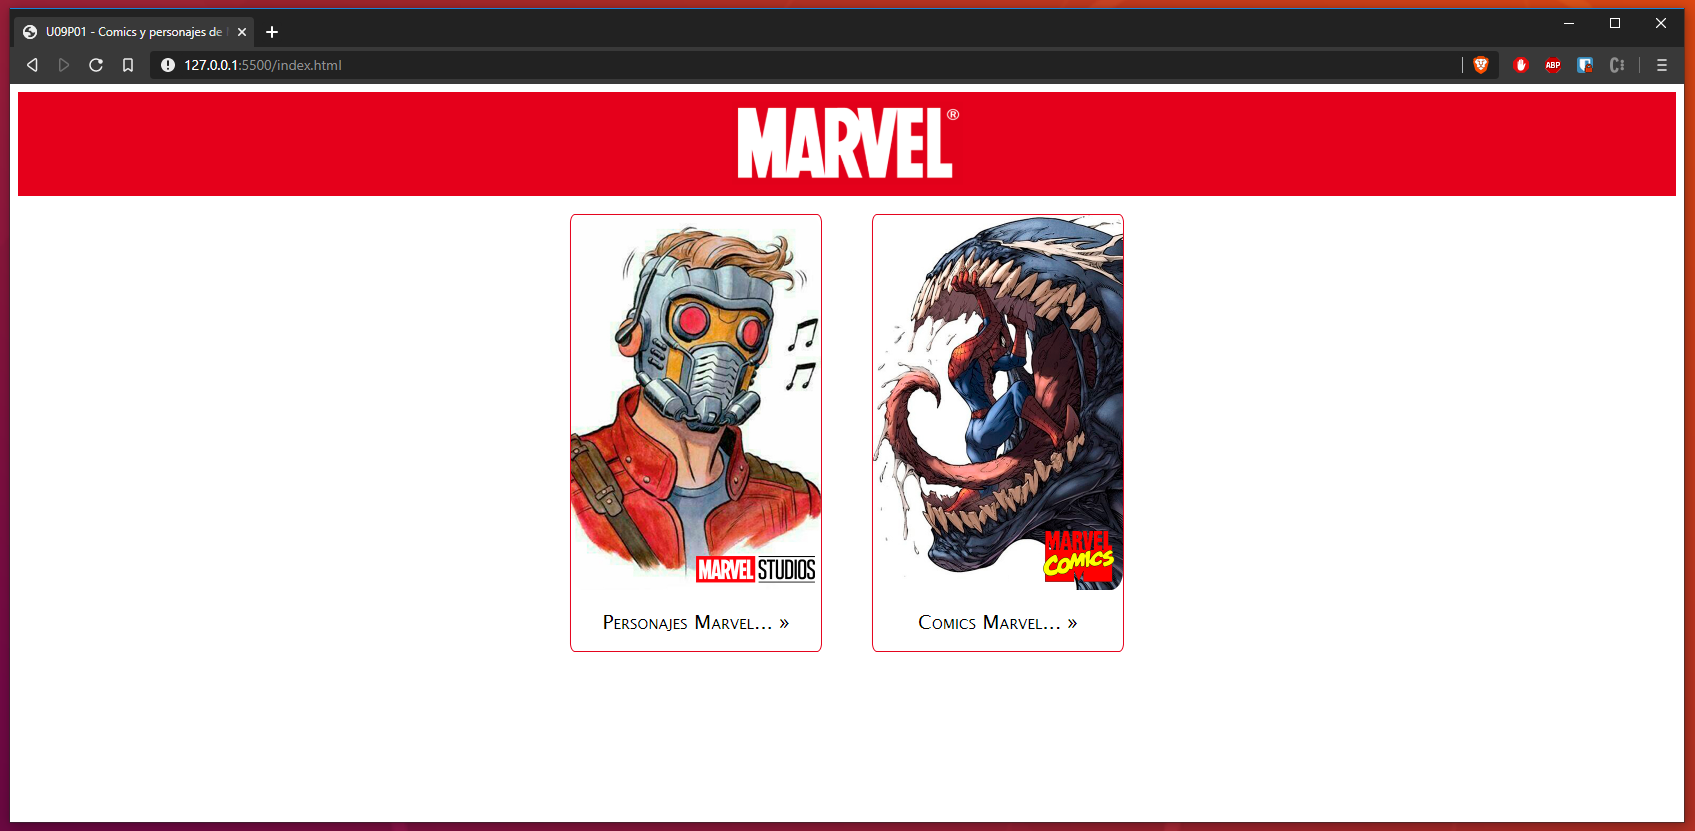 U09P01 - Comics y personajes de
127.0.0.1:5500/index.html
ABP
MARVEL®
MARVEL STUDIOS
MARVEL
COMICS
Personajes Marvel... »
Comics Marvel... »